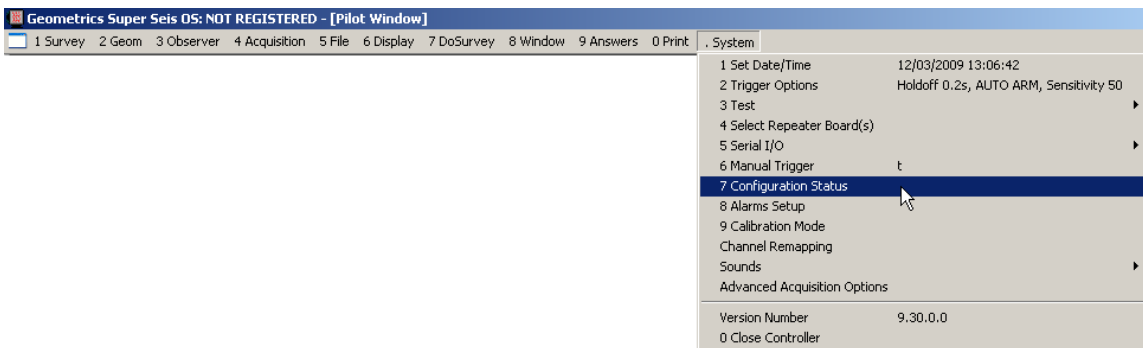 Geometrics Super Seis OS: NOT REGISTERED - [Pilot Window]
1 Survey 2 Geom 3 Observer 4 Acquisition 5 File 6 Display 7 DoSurvey 8 Window 9 Answers 0 Print . System
1 Set Date/Time 12/03/2009 13:06:42
2 Trigger Options Holdoff 0.2s, AUTO ARM, Sensitivity 50
3 Test
4 Select Repeater Board(s)
5 Serial I/O
6 Manual Trigger t
7 Configuration Status
8 Alarms Setup
9 Calibration Mode
Channel Remapping
Sounds
Advanced Acquisition Options
Version Number 9.30.0.0
0 Close Controller